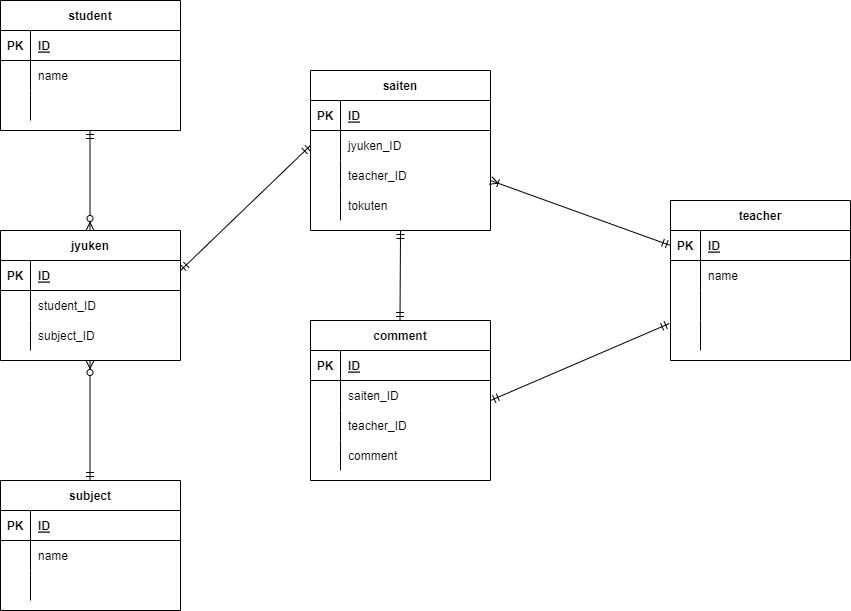 student
PK ID
name
jyuken
PK ID
student_ID
subject_ID
subject
PK ID
name
saiten
PK ID
jyuken_ID
teacher_ID
tokuten
comment
PK ID
saiten_ID
teacher_ID
comment
teacher
PK ID
name